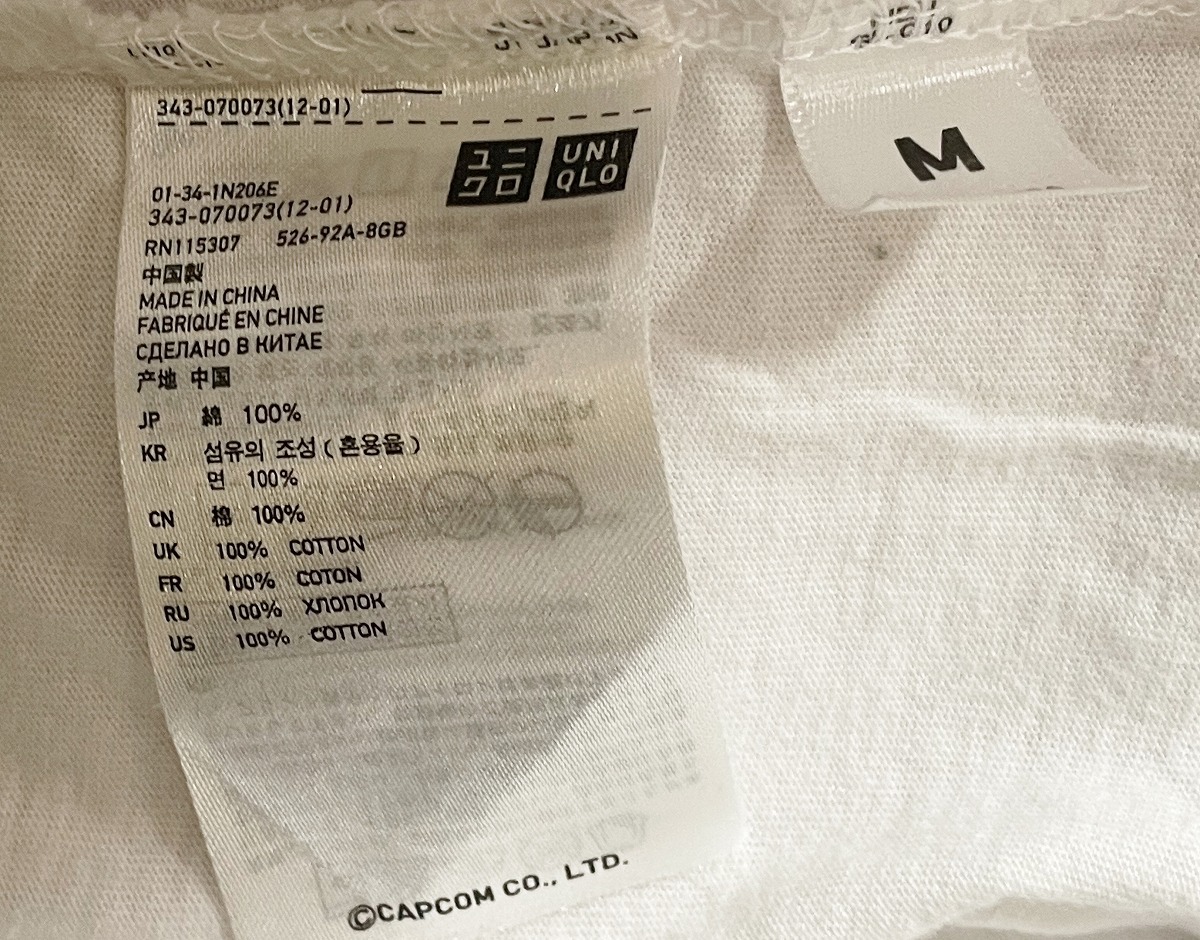 343-070073(12-01)
ユニ
クロ
UNI
QLO
M
01-34-1N206E
343-070073(12-01)
RN115307 526-92A-8GB
中国製
MADE IN CHINA
FABRIQUÉ EN CHINE
СДЕЛАНО В КИТАЕ
产地 中国
JP 綿 100%
KR 섬유의 조성 ( 혼용율 )
면 100%
CN 棉 100%
UK 100% COTTON
FR 100% COTON
RU 100% ХЛОПОК
US 100% COTTON
©CAPCOM CO., LTD.